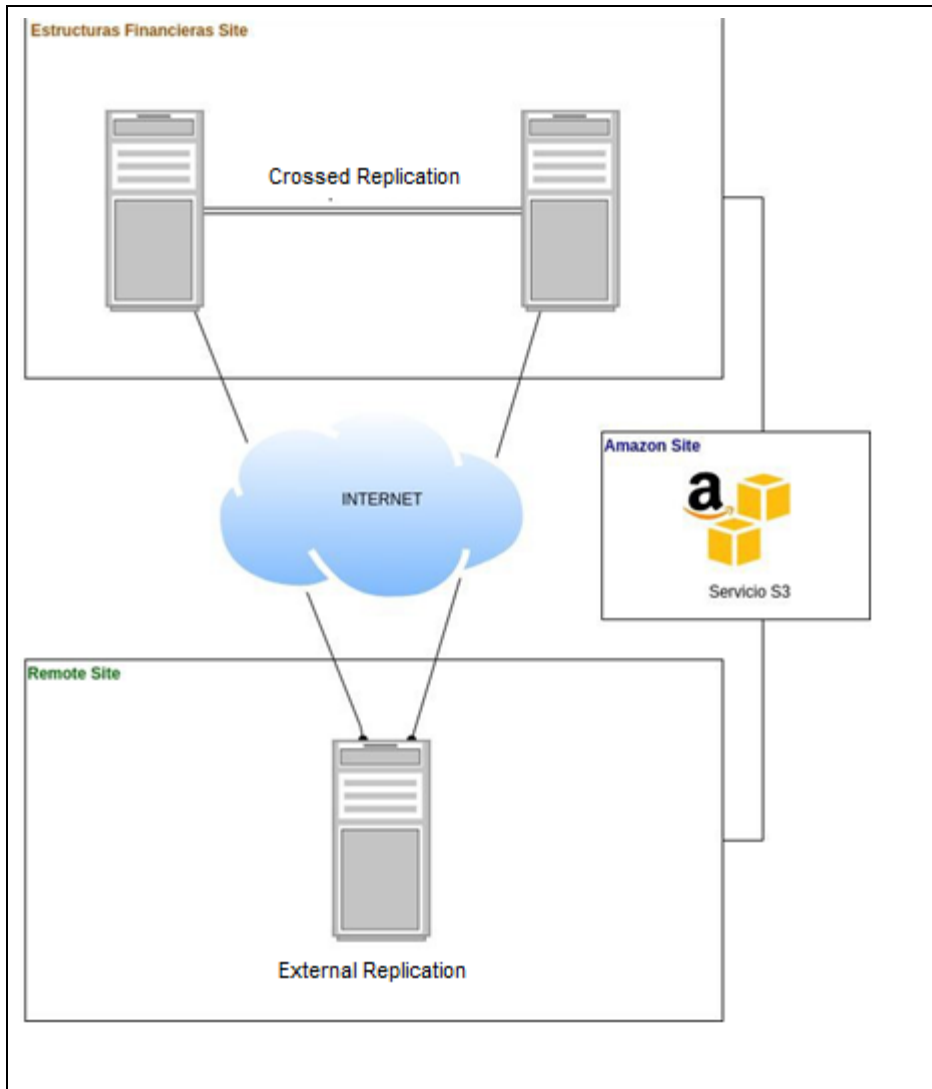 Estructuras Financieras Site
Crossed Replication
INTERNET
Amazon Site
a
Servicio S3
Remote Site
External Replication